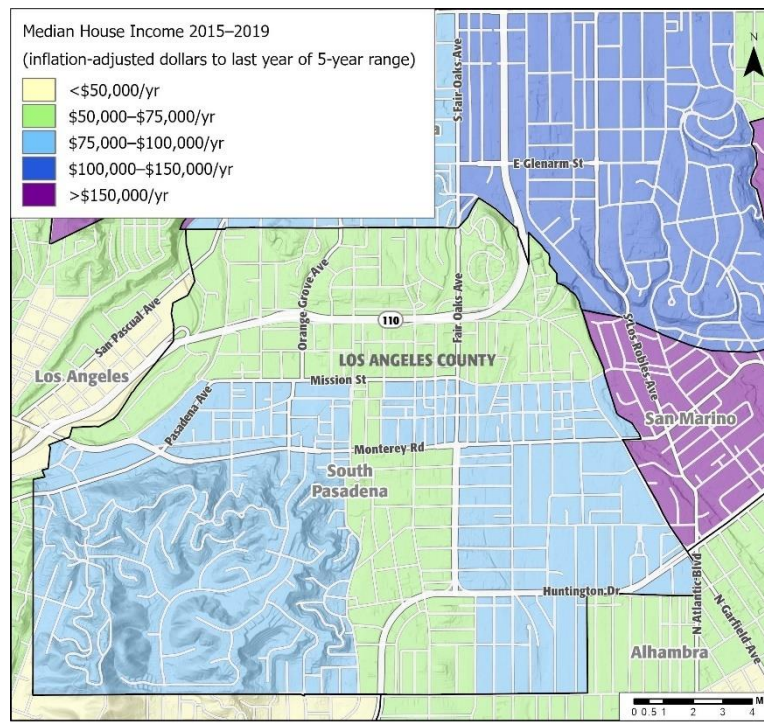 Median House Income 2015–2019
(inflation-adjusted dollars to last year of 5-year range)
<$50,000/yr
$50,000–$75,000/yr
$75,000–$100,000/yr
$100,000–$150,000/yr
>$150,000/yr
S Fair Oaks Ave
N
E Glenarm St
San Pascual Ave
Orange Grove Ave
Fair Oaks Ave
110
S Los Robles Ave
Los Angeles
LOS ANGELES COUNTY
Pasadena Ave
Mission St
San Marino
Monterey Rd
South
Pasadena
Huntington Dr
N Atlantic Blvd
N Garfield Ave
Alhambra
0 0.5 1 2 3 4